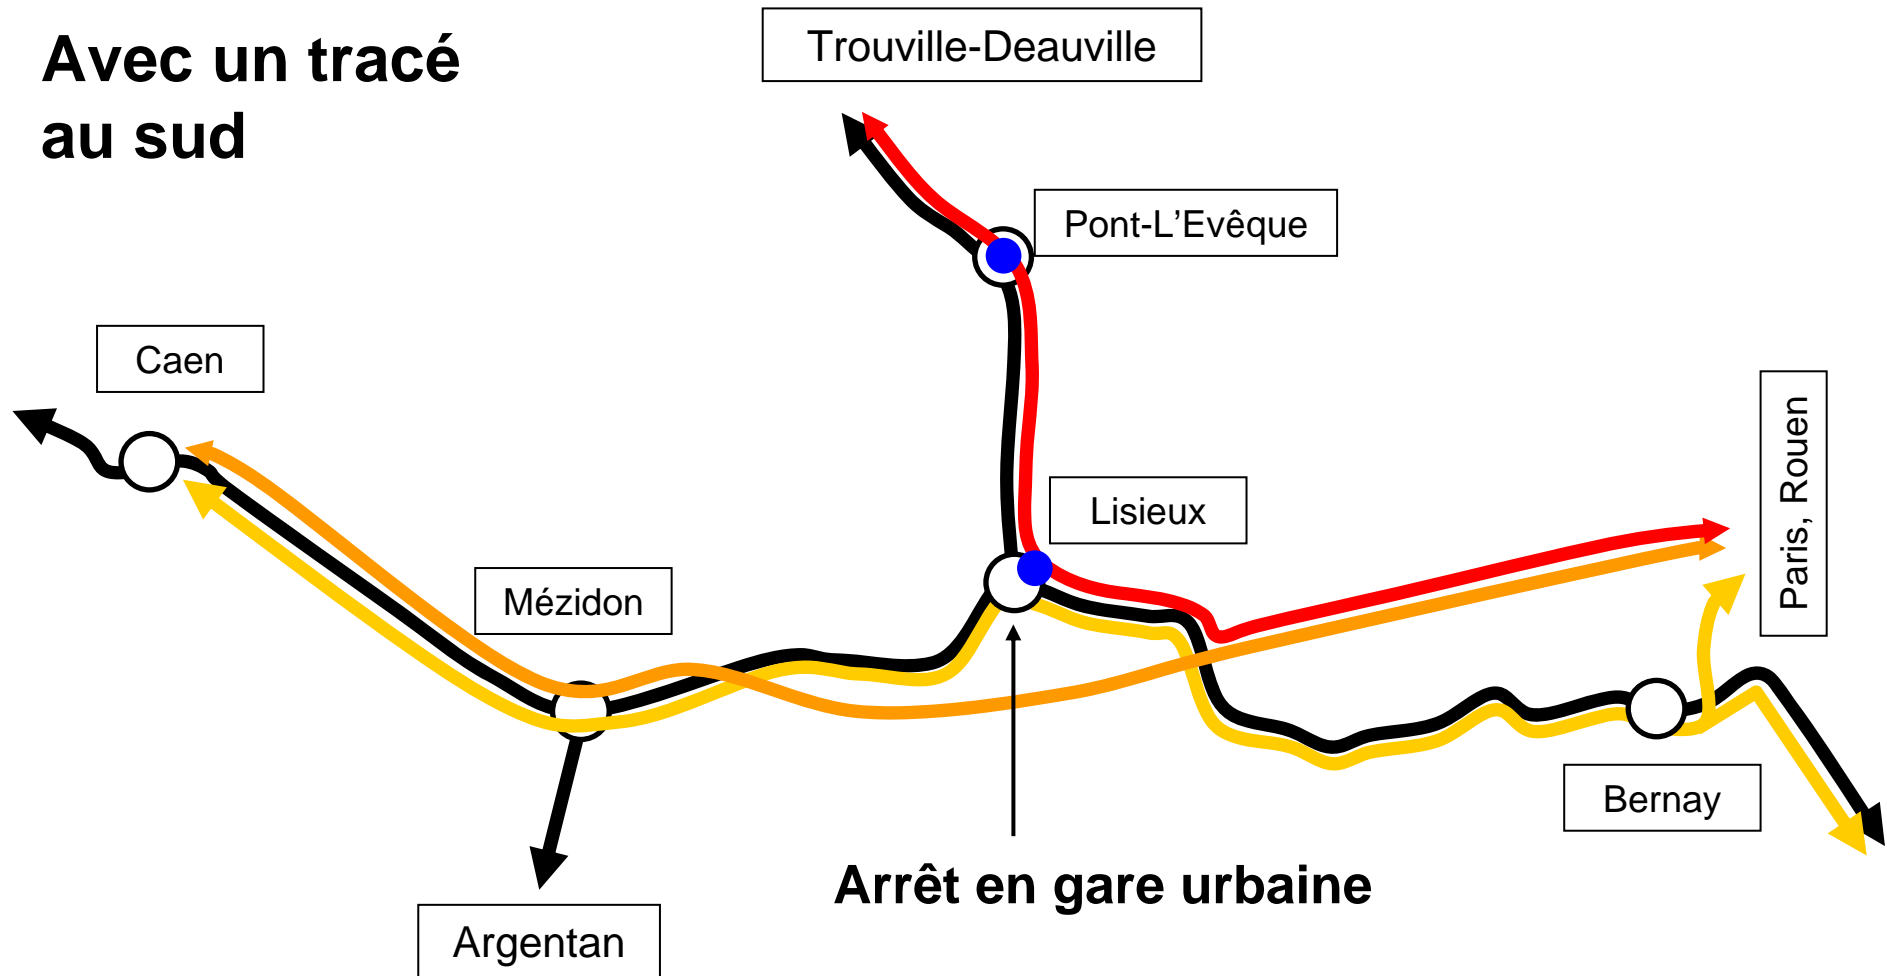 Avec un tracé
au sud
Trouville-Deauville
Pont-L’Evêque
Caen
Paris, Rouen
Lisieux
Mézidon
Bernay
Arrêt en gare urbaine
Argentan